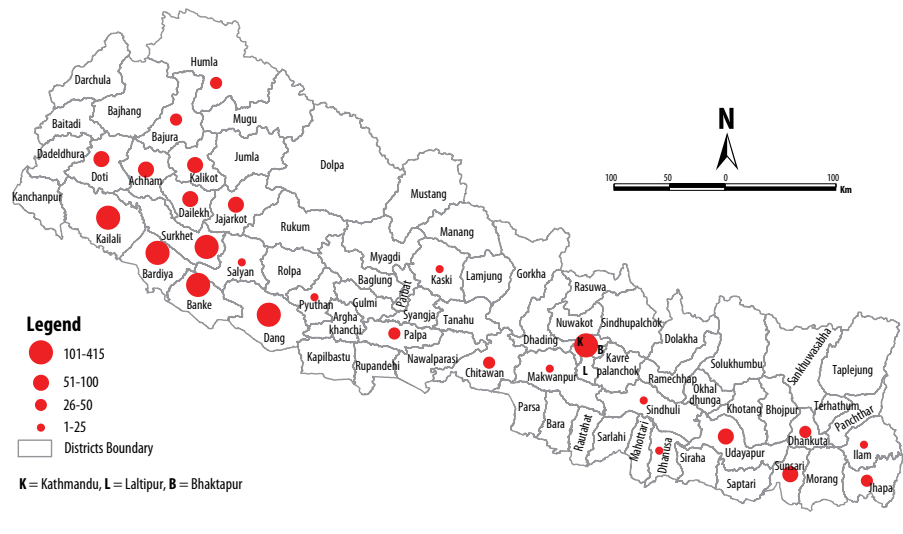 Humla
Darchula
Bajhang
Mugu
Baitadi
Bajura
Dadeldhura
Jumla
Dolpa
Doti
Achham
Kalikot
Mustang
Kanchanpur
Dailekh
Jajarkot
Rukum
Manang
Kailali
Surkhet
Myagdi
Bardiya
Salyan
Rolpa
Baglung
Parbat
Kaski
Lamjung
Gorkha
Rasuwa
Banke
Pyuthan
Gulmi
Argha
khanchi
Syangja
Tanahu
Nuwakot
Sindhupalchok
Dang
Palpa
Dhading
K
B
L
Kavre
palanchok
Dolakha
Sankhuwasabha
Taplejung
Solukhumbu
Kapilbastu
Rupandehi
Nawalparasi
Chitawan
Makwanpur
Ramechhap
Okhal
dhunga
Khotang
Bhojpur
Terhathum
Panchthar
Parsa
Bara
Rautahat
Sarlahi
Mahottari
Dhanusa
Sindhuli
Siraha
Udayapur
Dhankuta
Ilam
Saptari
Sunsari
Morang
Jhapa
N
100 50 0 100
Km
Legend
101-415
51-100
26-50
1-25
Districts Boundary
K = Kathmandu, L = Laltipur, B = Bhaktapur